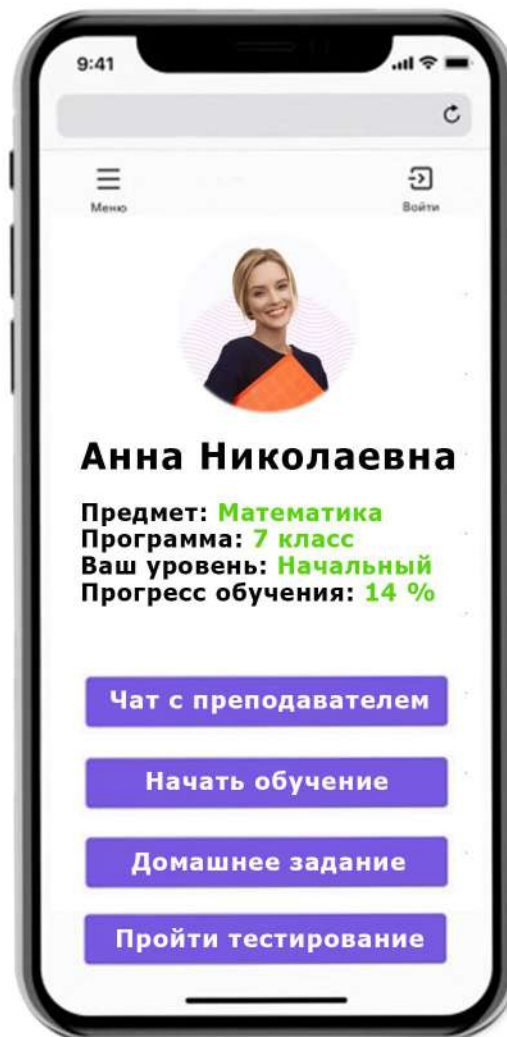 9:41
Меню
Войти
Анна Николаевна
Предмет: Математика
Программа: 7 класс
Ваш уровень: Начальный
Прогресс обучения: 14 %
Чат с преподавателем
Начать обучение
Домашнее задание
Пройти тестирование